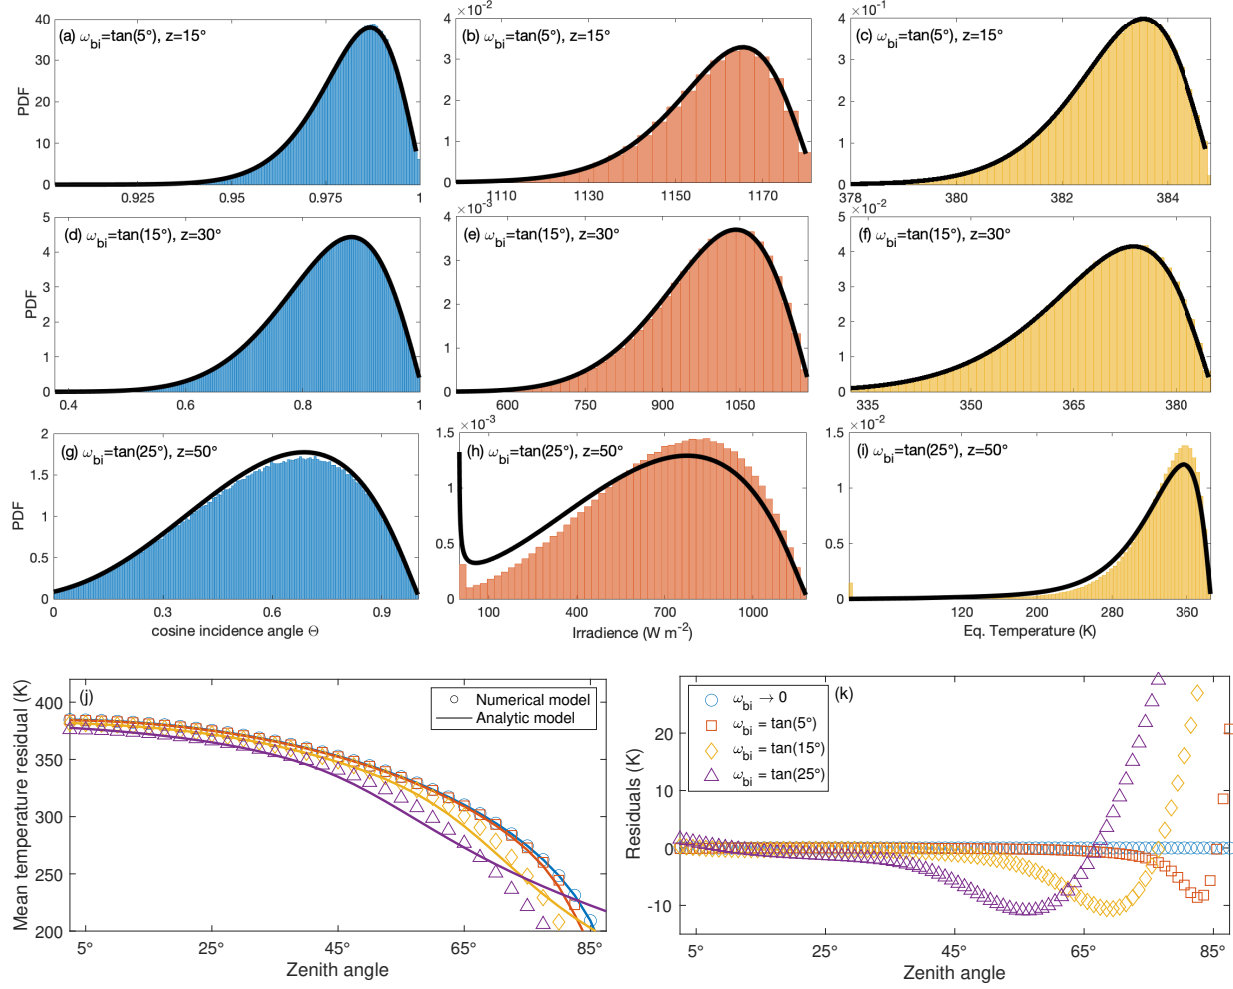 (a) ω_bi=tan(5°), z=15°
PDF
40
30
20
10
0
0.925 0.95 0.975 1
×10⁻²
(b) ω_bi=tan(5°), z=15°
4
3
2
1
0
1110 1130 1150 1170
×10⁻¹
(c) ω_bi=tan(5°), z=15°
4
3
2
1
0
378 380 382 384
(d) ω_bi=tan(15°), z=30°
PDF
5
4
3
2
1
0
0.4 0.6 0.8 1
×10⁻³
(e) ω_bi=tan(15°), z=30°
4
3
2
1
0
600 750 900 1050
×10⁻²
(f) ω_bi=tan(15°), z=30°
5
4
3
2
1
0
335 350 365 380
(g) ω_bi=tan(25°), z=50°
PDF
2
1.5
1
0.5
0
0 0.3 0.6 0.9
cosine incidence angle Θ
×10⁻³
(h) ω_bi=tan(25°), z=50°
1.5
1
0.5
0
100 400 700 1000
Irradience (W m⁻²)
×10⁻²
(i) ω_bi=tan(25°), z=50°
1.5
1
0.5
0
120 200 280 360
Eq. Temperature (K)
(j)
Mean temperature residual (K)
400
350
300
250
200
5° 25° 45° 65° 85°
Zenith angle
Numerical model
Analytic model
(k)
Residuals (K)
20
10
0
-10
5° 25° 45° 65° 85°
Zenith angle
ω_bi → 0
ω_bi = tan(5°)
ω_bi = tan(15°)
ω_bi = tan(25°)